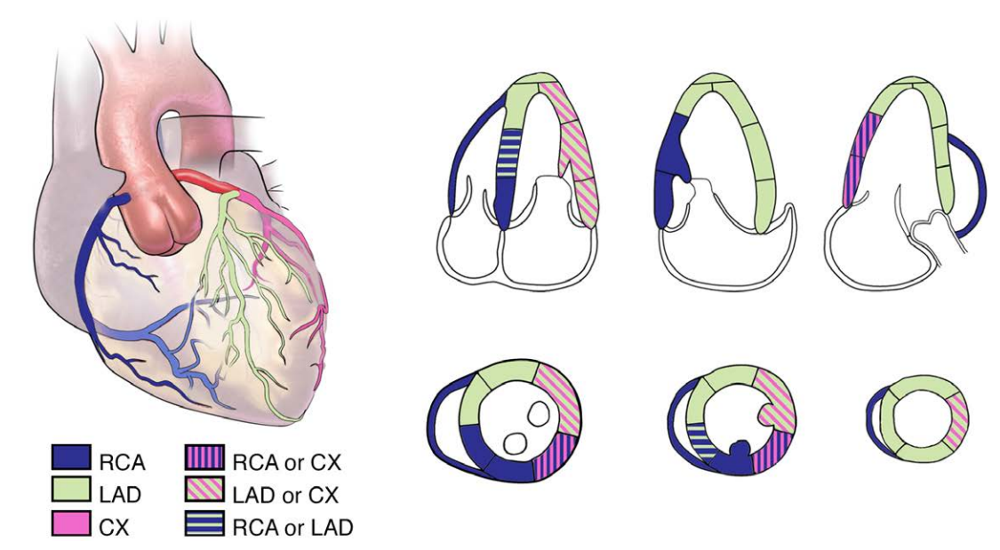 RCA
LAD
CX
RCA or CX
LAD or CX
RCA or LAD